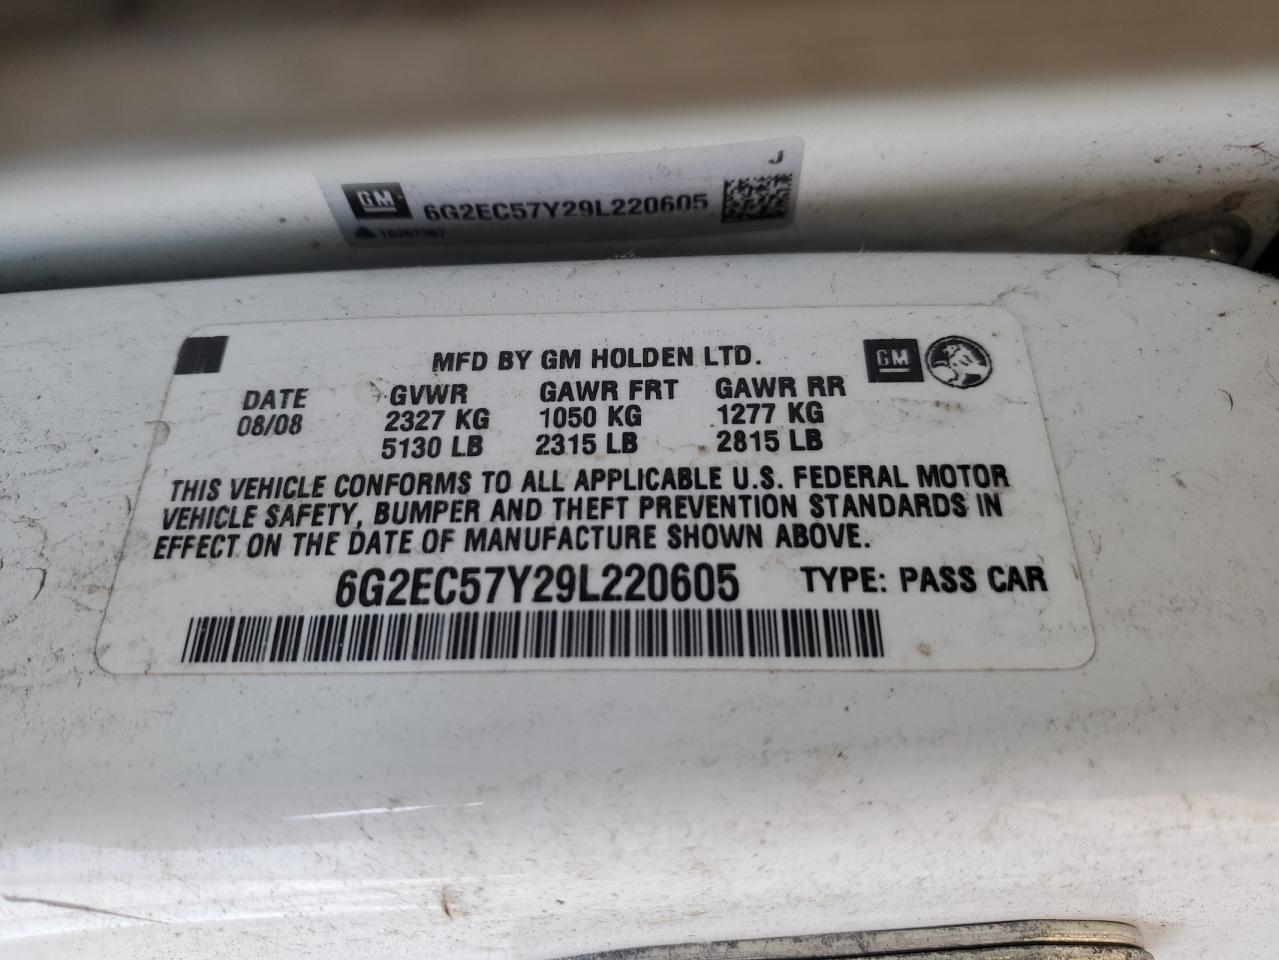 J
GM
6G2EC57Y29L220605
15267367
MFD BY GM HOLDEN LTD.
GM
DATE GVWR GAWR FRT GAWR RR
08/08 2327 KG 1050 KG 1277 KG
5130 LB 2315 LB 2815 LB
THIS VEHICLE CONFORMS TO ALL APPLICABLE U.S. FEDERAL MOTOR
VEHICLE SAFETY, BUMPER AND THEFT PREVENTION STANDARDS IN
EFFECT ON THE DATE OF MANUFACTURE SHOWN ABOVE.
6G2EC57Y29L220605 TYPE: PASS CAR